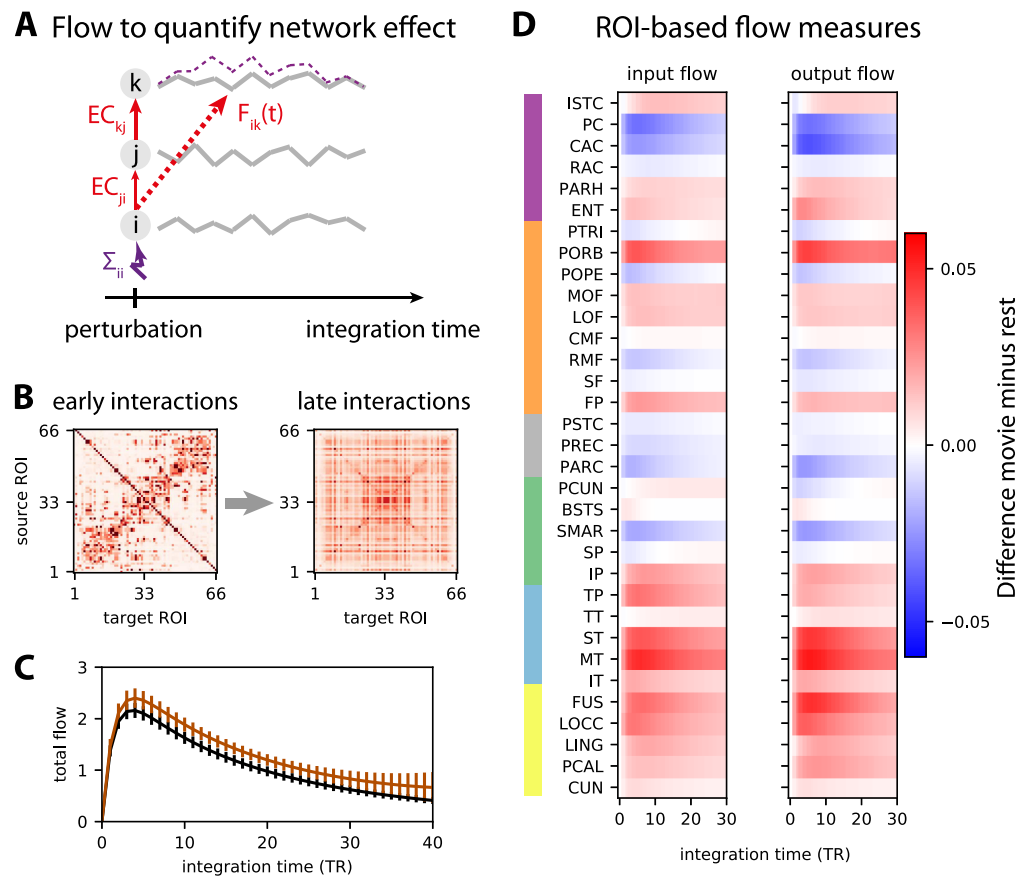 A Flow to quantify network effect
k
EC_kj
F_ik(t)
j
EC_ji
i
Σ_ii
perturbation
integration time
B
early interactions
late interactions
66
33
1
source ROI
1 33 66
target ROI
66
33
1
1 33 66
target ROI
C
3
2
1
0
total flow
0 10 20 30 40
integration time (TR)
D ROI-based flow measures
input flow
output flow
ISTC
PC
CAC
RAC
PARH
ENT
PTRI
PORB
POPE
MOF
LOF
CMF
RMF
SF
FP
PSTC
PREC
PARC
PCUN
BSTS
SMAR
SP
IP
TP
TT
ST
MT
IT
FUS
LOCC
LING
PCAL
CUN
0 10 20 30
0 10 20 30
integration time (TR)
0.05
0.00
−0.05
Difference movie minus rest